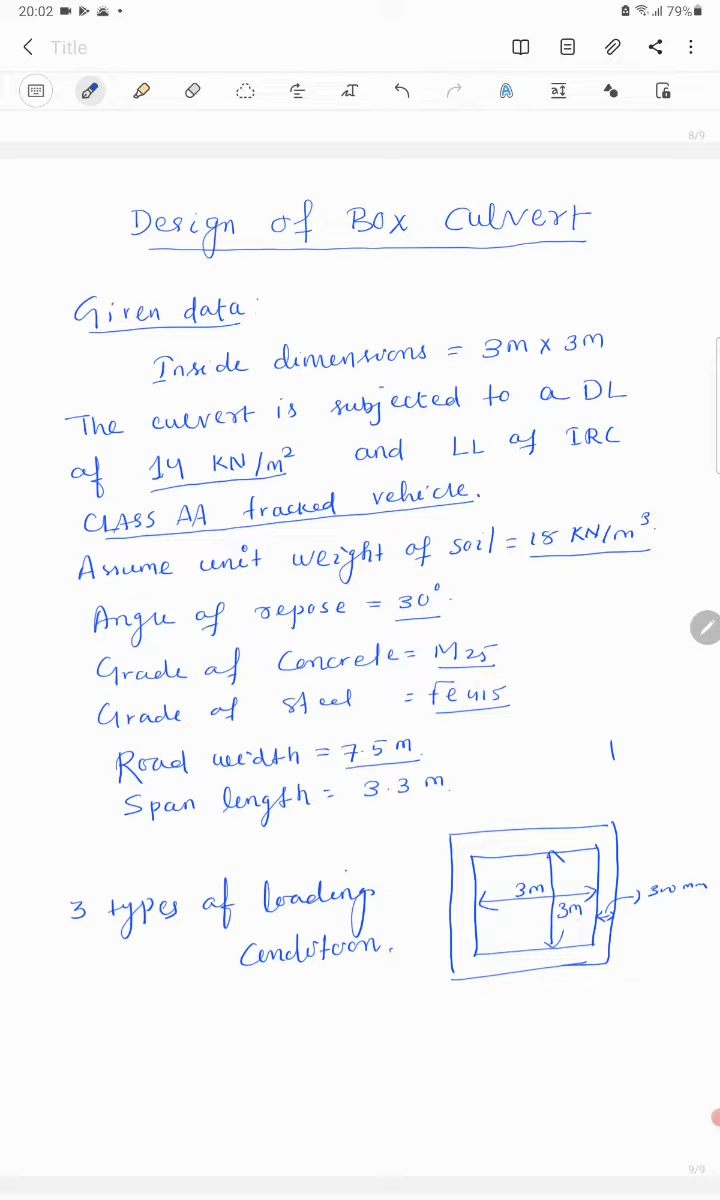 20:02
79%
Title
8/9
Design of Box Culvert
Given data:
Inside dimensions = 3m x 3m
The culvert is subjected to a DL
of 14 KN/m² and LL of IRC
CLASS AA tracked vehicle.
Assume unit weight of soil = 18 KN/m³.
Angle of repose = 30°.
Grade of Concrete = M25
Grade of steel = fe 415
Road width = 7.5 m.
Span length = 3.3 m.
3 types of loading
Condition.
3m
3m
300 mm
9/9